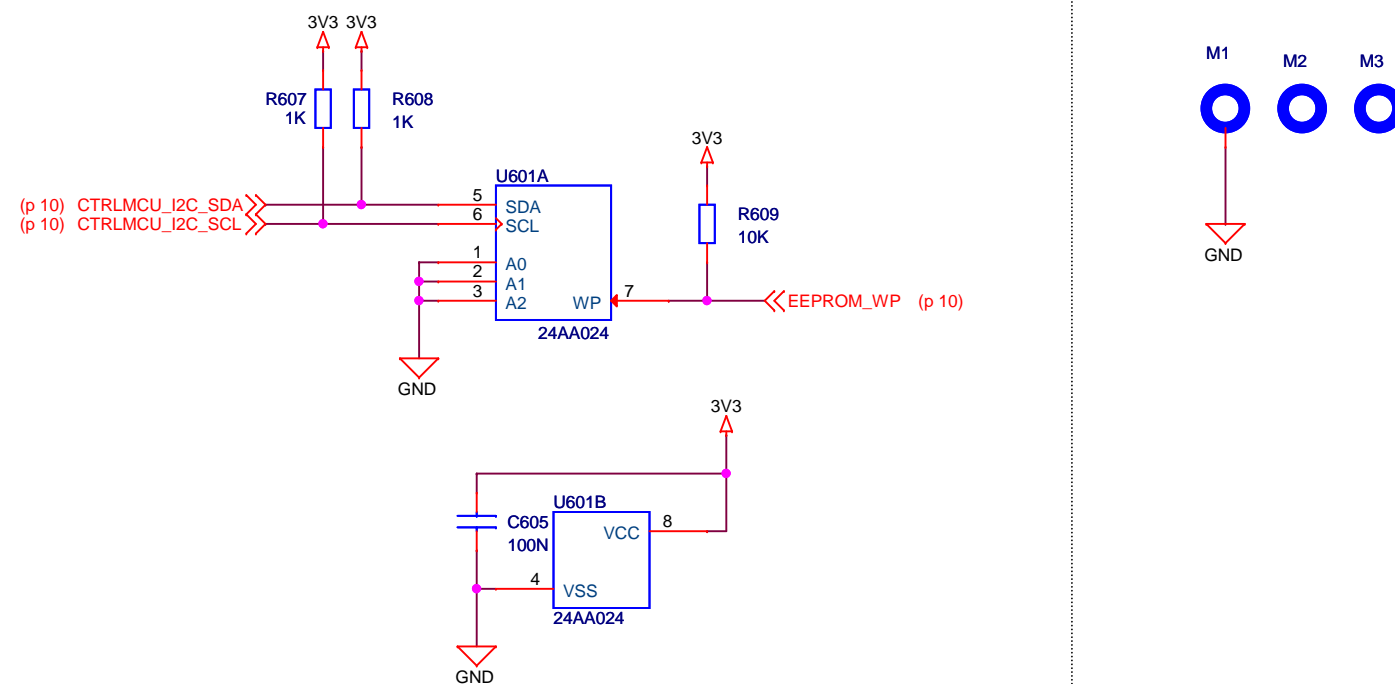 3V3 3V3
R607
1K
R608
1K
M1
M2
M3
3V3
U601A
(p 10) CTRLMCU_I2C_SDA
5
SDA
(p 10) CTRLMCU_I2C_SCL
6
SCL
R609
10K
1
A0
2
A1
3
A2
WP
7
EEPROM_WP (p 10)
24AA024
GND
GND
3V3
U601B
C605
100N
VCC
8
4
VSS
24AA024
GND